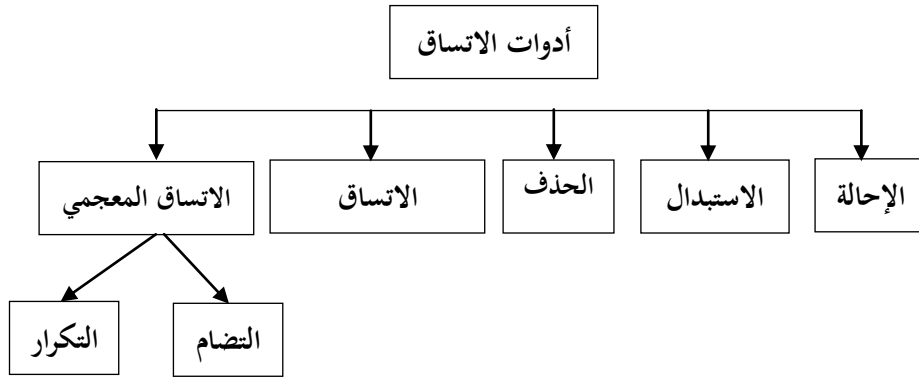 أدوات الاتساق
الإحالة
الاستبدال
الحذف
الاتساق
الاتساق المعجمي
التضام
التكرار